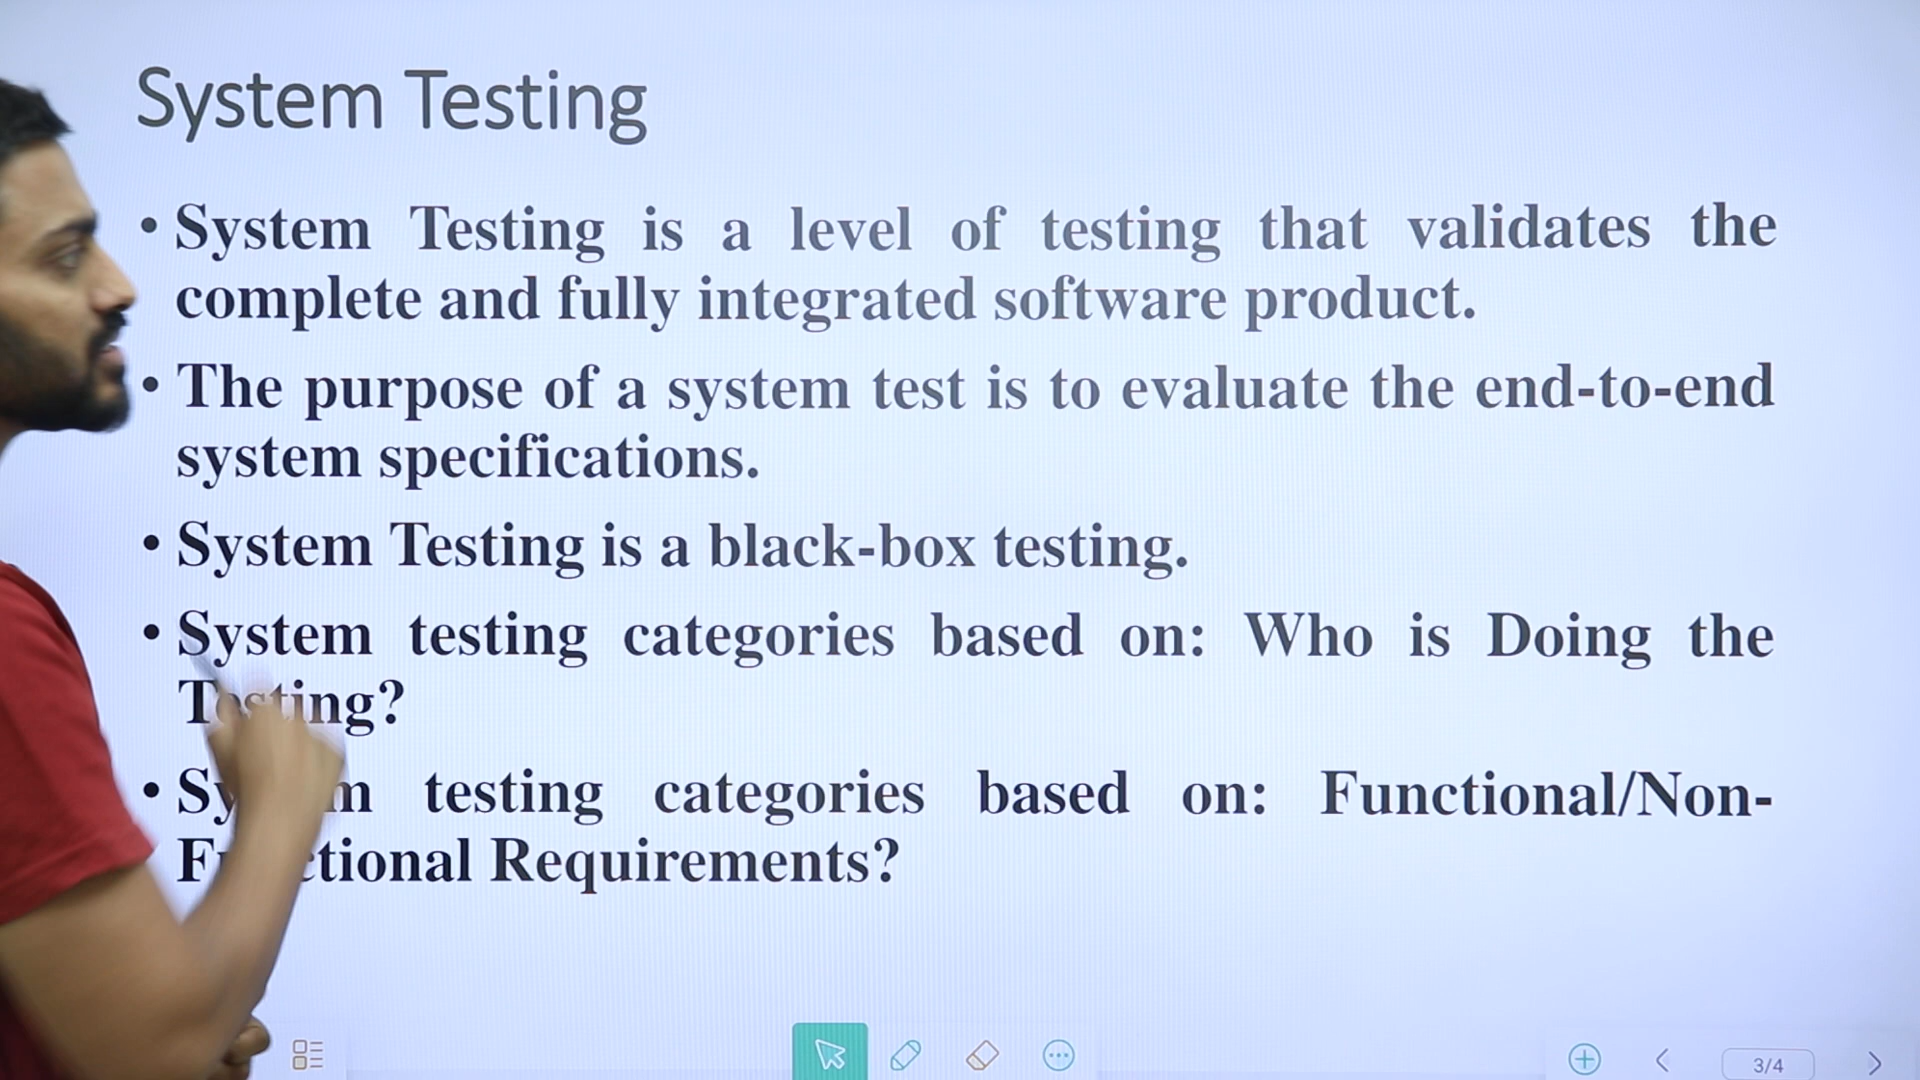 System Testing
• System Testing is a level of testing that validates the
complete and fully integrated software product.
• The purpose of a system test is to evaluate the end-to-end
system specifications.
• System Testing is a black-box testing.
• System testing categories based on: Who is Doing the
Testing?
• System testing categories based on: Functional/Non-
Functional Requirements?
3/4